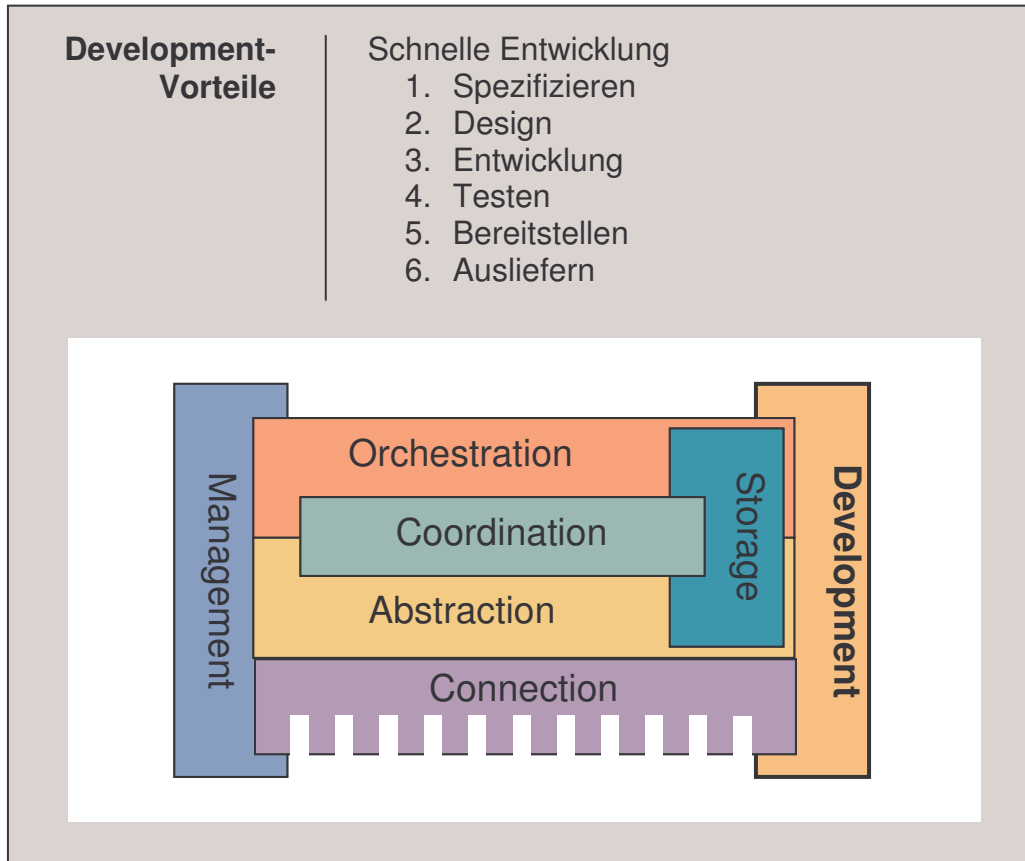 Development-
Vorteile
Schnelle Entwicklung
1. Spezifizieren
2. Design
3. Entwicklung
4. Testen
5. Bereitstellen
6. Ausliefern
Management
Orchestration
Coordination
Abstraction
Connection
Storage
Development